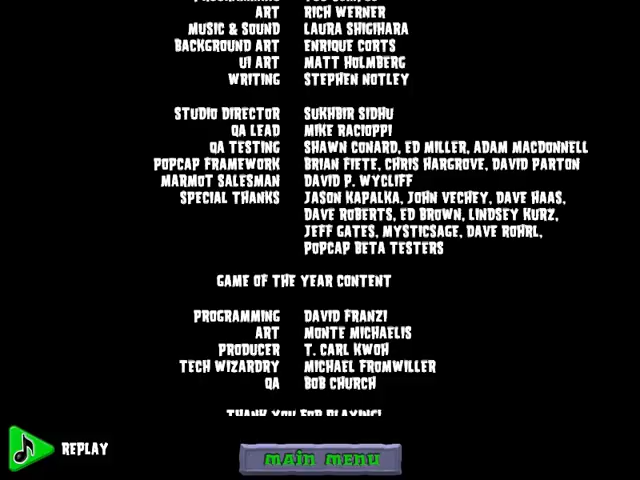 ART RICH WERNER
MUSIC & SOUND LAURA SHIGIHARA
BACKGROUND ART ENRIQUE CORTS
UI ART MATT HOLMBERG
WRITING STEPHEN NOTLEY
STUDIO DIRECTOR SUKHBIR SIDHU
QA LEAD MIKE RACIOPPI
QA TESTING SHAWN CONARD, ED MILLER, ADAM MACDONNELL
POPCAP FRAMEWORK BRIAN FIETE, CHRIS HARGROVE, DAVID PARTON
MARMOT SALESMAN DAVID P. WYCLIFF
SPECIAL THANKS JASON KAPALKA, JOHN VECHEY, DAVE HAAS,
DAVE ROBERTS, ED BROWN, LINDSEY KURZ,
JEFF GATES, MYSTICSAGE, DAVE ROHRL,
POPCAP BETA TESTERS
GAME OF THE YEAR CONTENT
PROGRAMMING DAVID FRANZI
ART MONTE MICHAELIS
PRODUCER T. CARL KWOH
TECH WIZARDRY MICHAEL FROMWILLER
QA BOB CHURCH
THANK YOU FOR PLAYING!
REPLAY
MAIN MENU